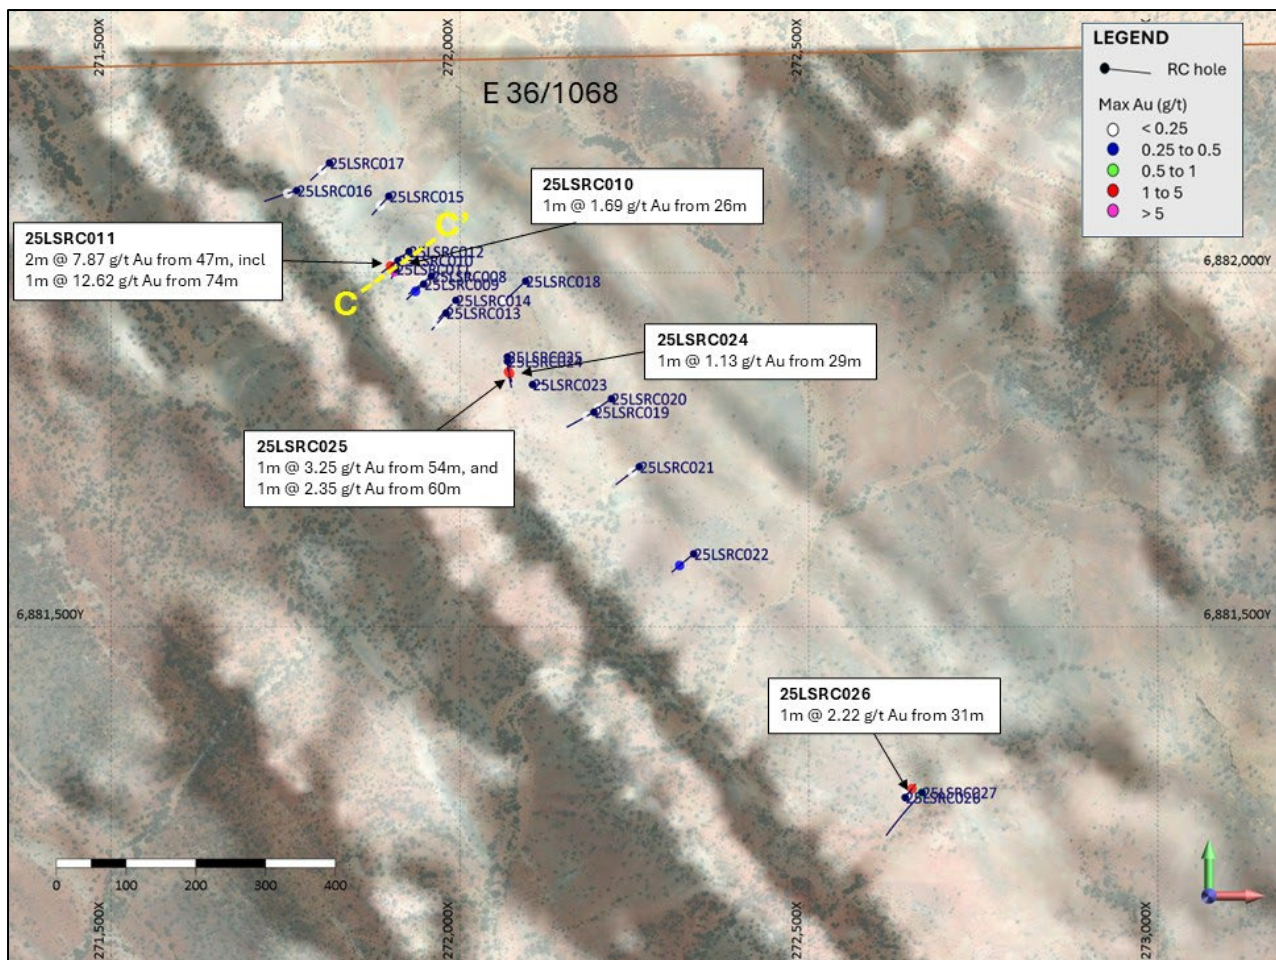 271,500X
272,000X
272,500X
LEGEND
RC hole
Max Au (g/t)
< 0.25
0.25 to 0.5
0.5 to 1
1 to 5
> 5
E 36/1068
25LSRC017
25LSRC016
25LSRC015
25LSRC010
1m @ 1.69 g/t Au from 26m
C'
25LSRC011
2m @ 7.87 g/t Au from 47m, incl
1m @ 12.62 g/t Au from 74m
25LSRC012
25LSRC010
25LSRC011
25LSRC008
25LSRC009
25LSRC018
6,882,000Y
C
25LSRC014
25LSRC013
25LSRC024
1m @ 1.13 g/t Au from 29m
25LSRC025
25LSRC024
25LSRC023
25LSRC020
25LSRC019
25LSRC025
1m @ 3.25 g/t Au from 54m, and
1m @ 2.35 g/t Au from 60m
25LSRC021
25LSRC022
6,881,500Y
6,881,500Y
25LSRC026
1m @ 2.22 g/t Au from 31m
25LSRC027
25LSRC026
0
100
200
300
400
271,500X
272,000X
272,500X
273,000X